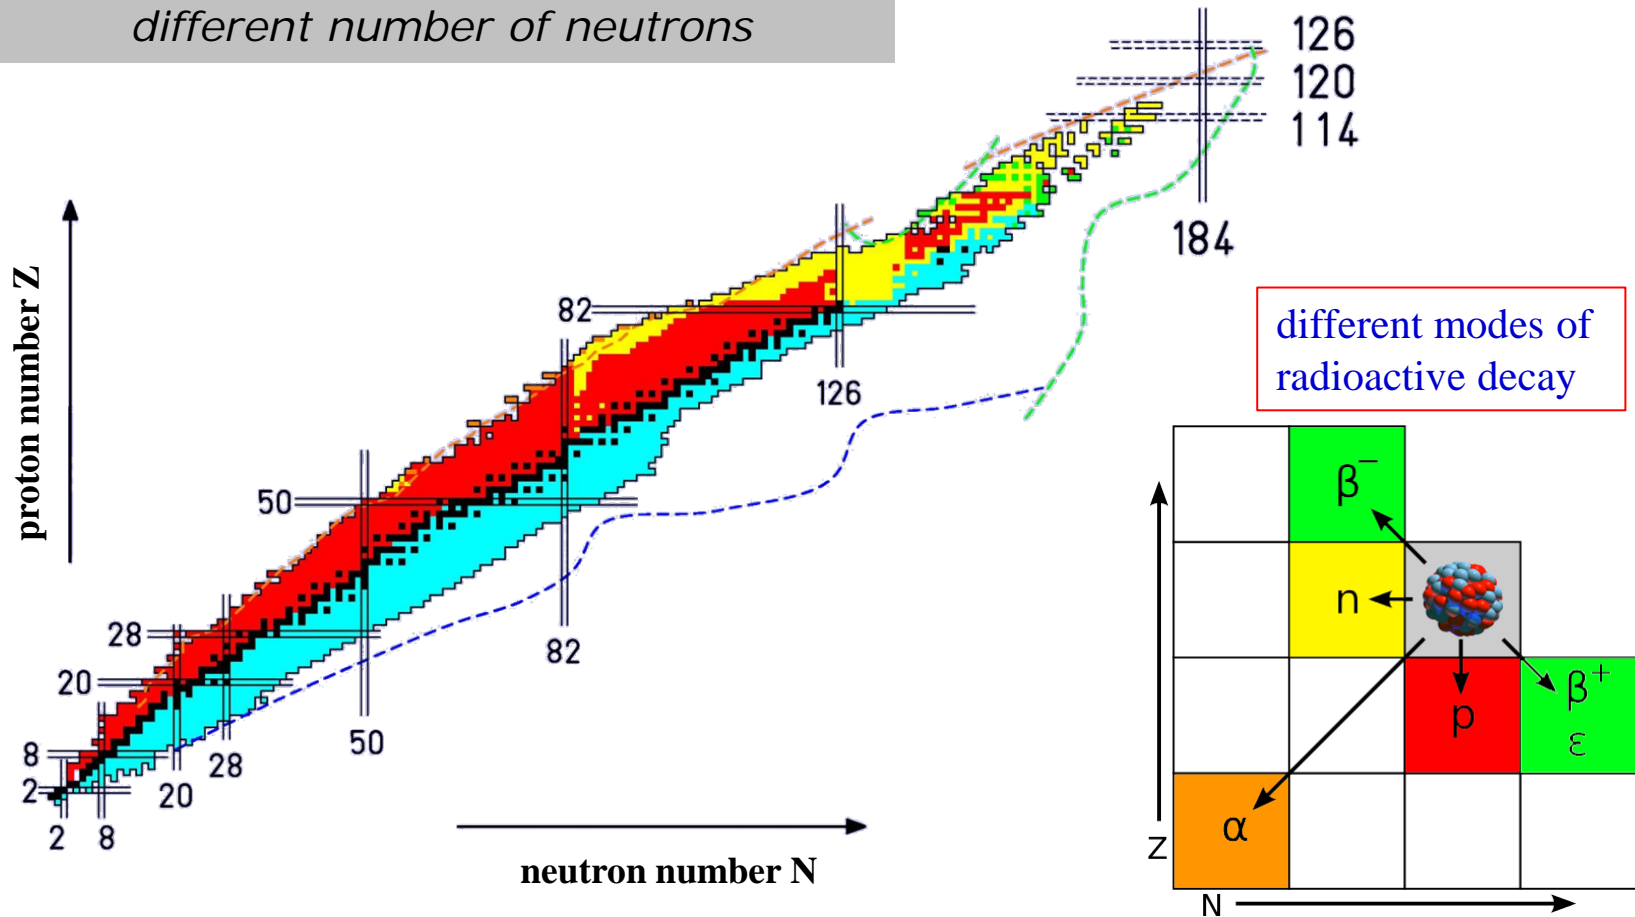 different number of neutrons
126
120
114
184
proton number Z
82
126
different modes of
radioactive decay
50
82
28
50
20
28
8
20
2
2
8
neutron number N
β⁻
n
β⁺
p
ε
α
Z
N